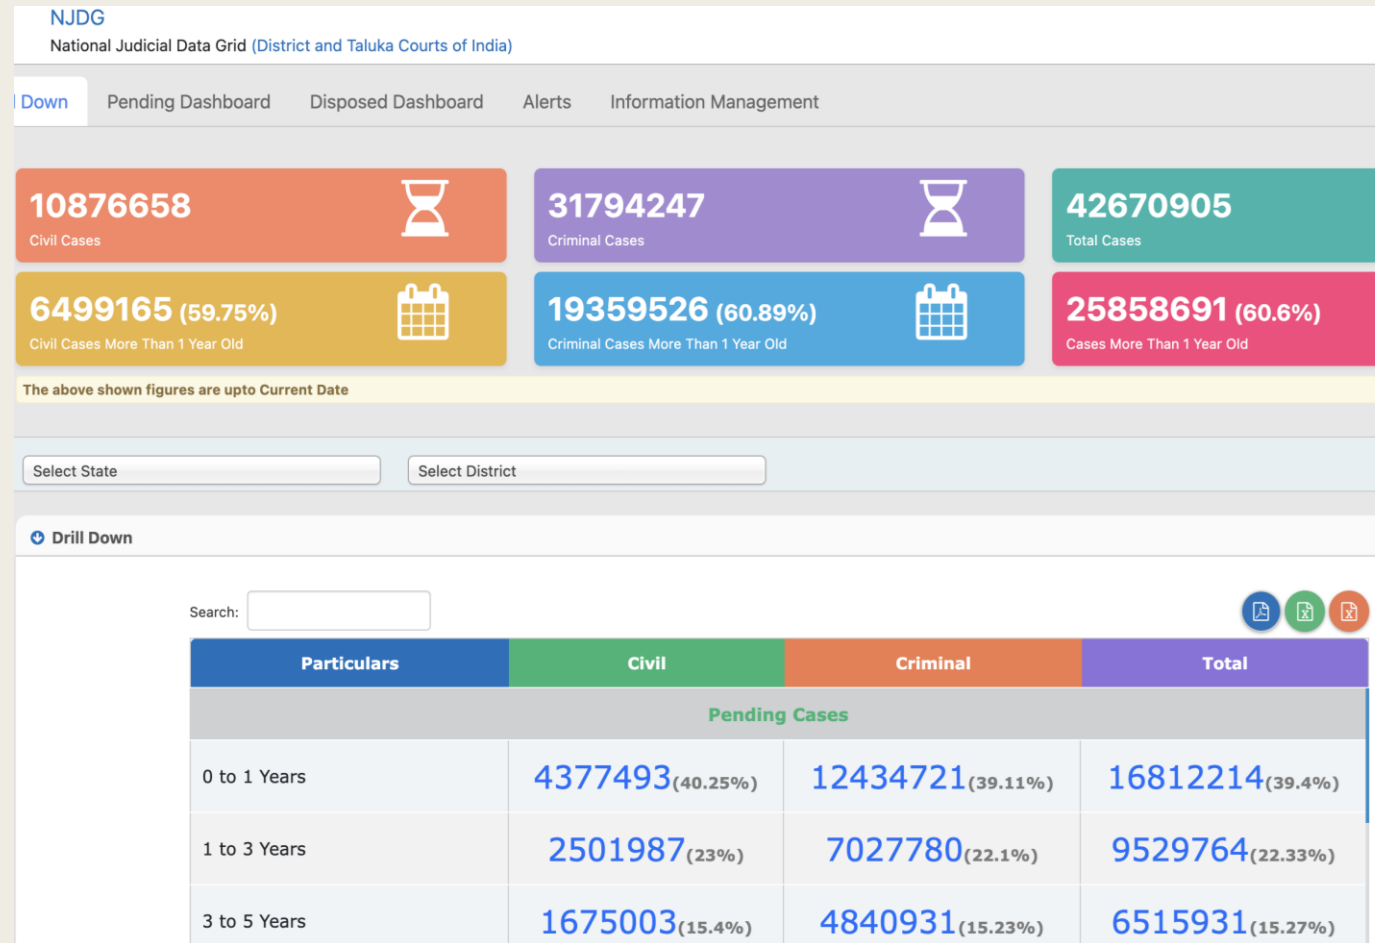 NJDG
National Judicial Data Grid (District and Taluka Courts of India)
Down Pending Dashboard Disposed Dashboard Alerts Information Management
10876658 31794247 42670905
Civil Cases Criminal Cases Total Cases
6499165 (59.75%) 19359526 (60.89%) 25858691 (60.6%)
Civil Cases More Than 1 Year Old Criminal Cases More Than 1 Year Old Cases More Than 1 Year Old
The above shown figures are upto Current Date
Select State Select District
Drill Down
Search:
Particulars Civil Criminal Total
Pending Cases
0 to 1 Years 4377493(40.25%) 12434721(39.11%) 16812214(39.4%)
1 to 3 Years 2501987(23%) 7027780(22.1%) 9529764(22.33%)
3 to 5 Years 1675003(15.4%) 4840931(15.23%) 6515931(15.27%)